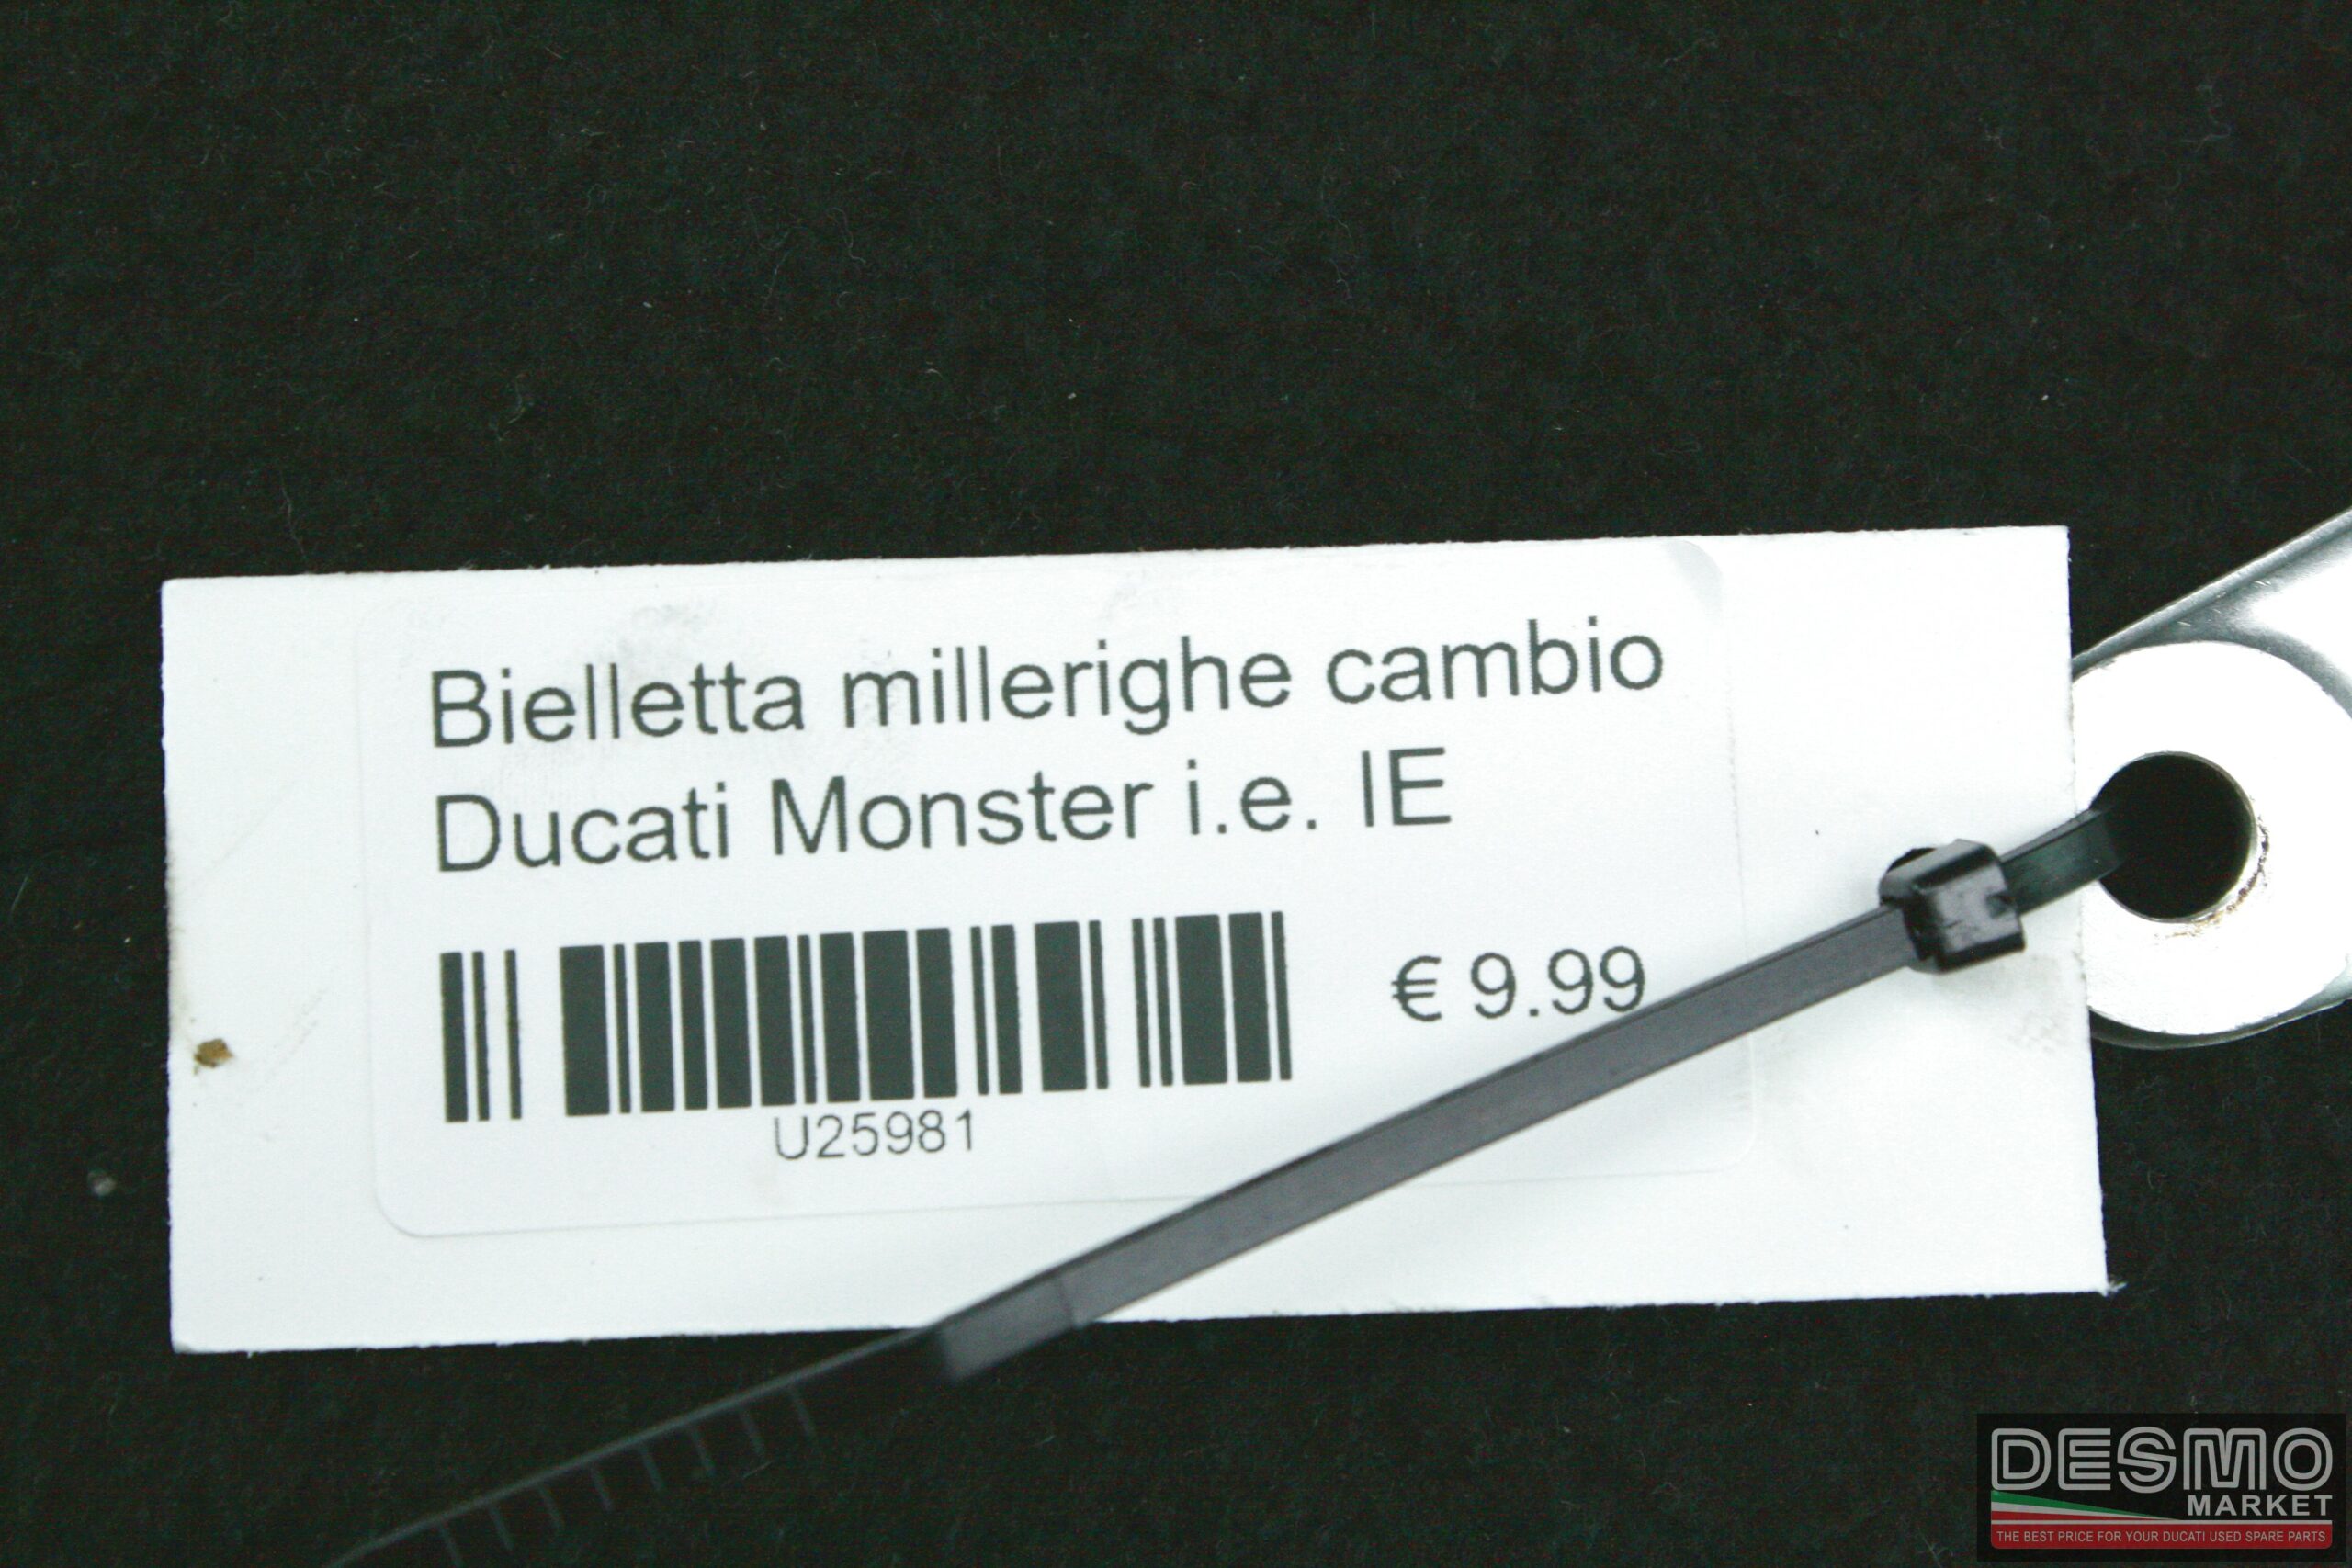 Bielletta millerighe cambio
Ducati Monster i.e. IE
€ 9.99
U25981
DESMO
MARKET
THE BEST PRICE FOR YOUR DUCATI USED SPARE PARTS